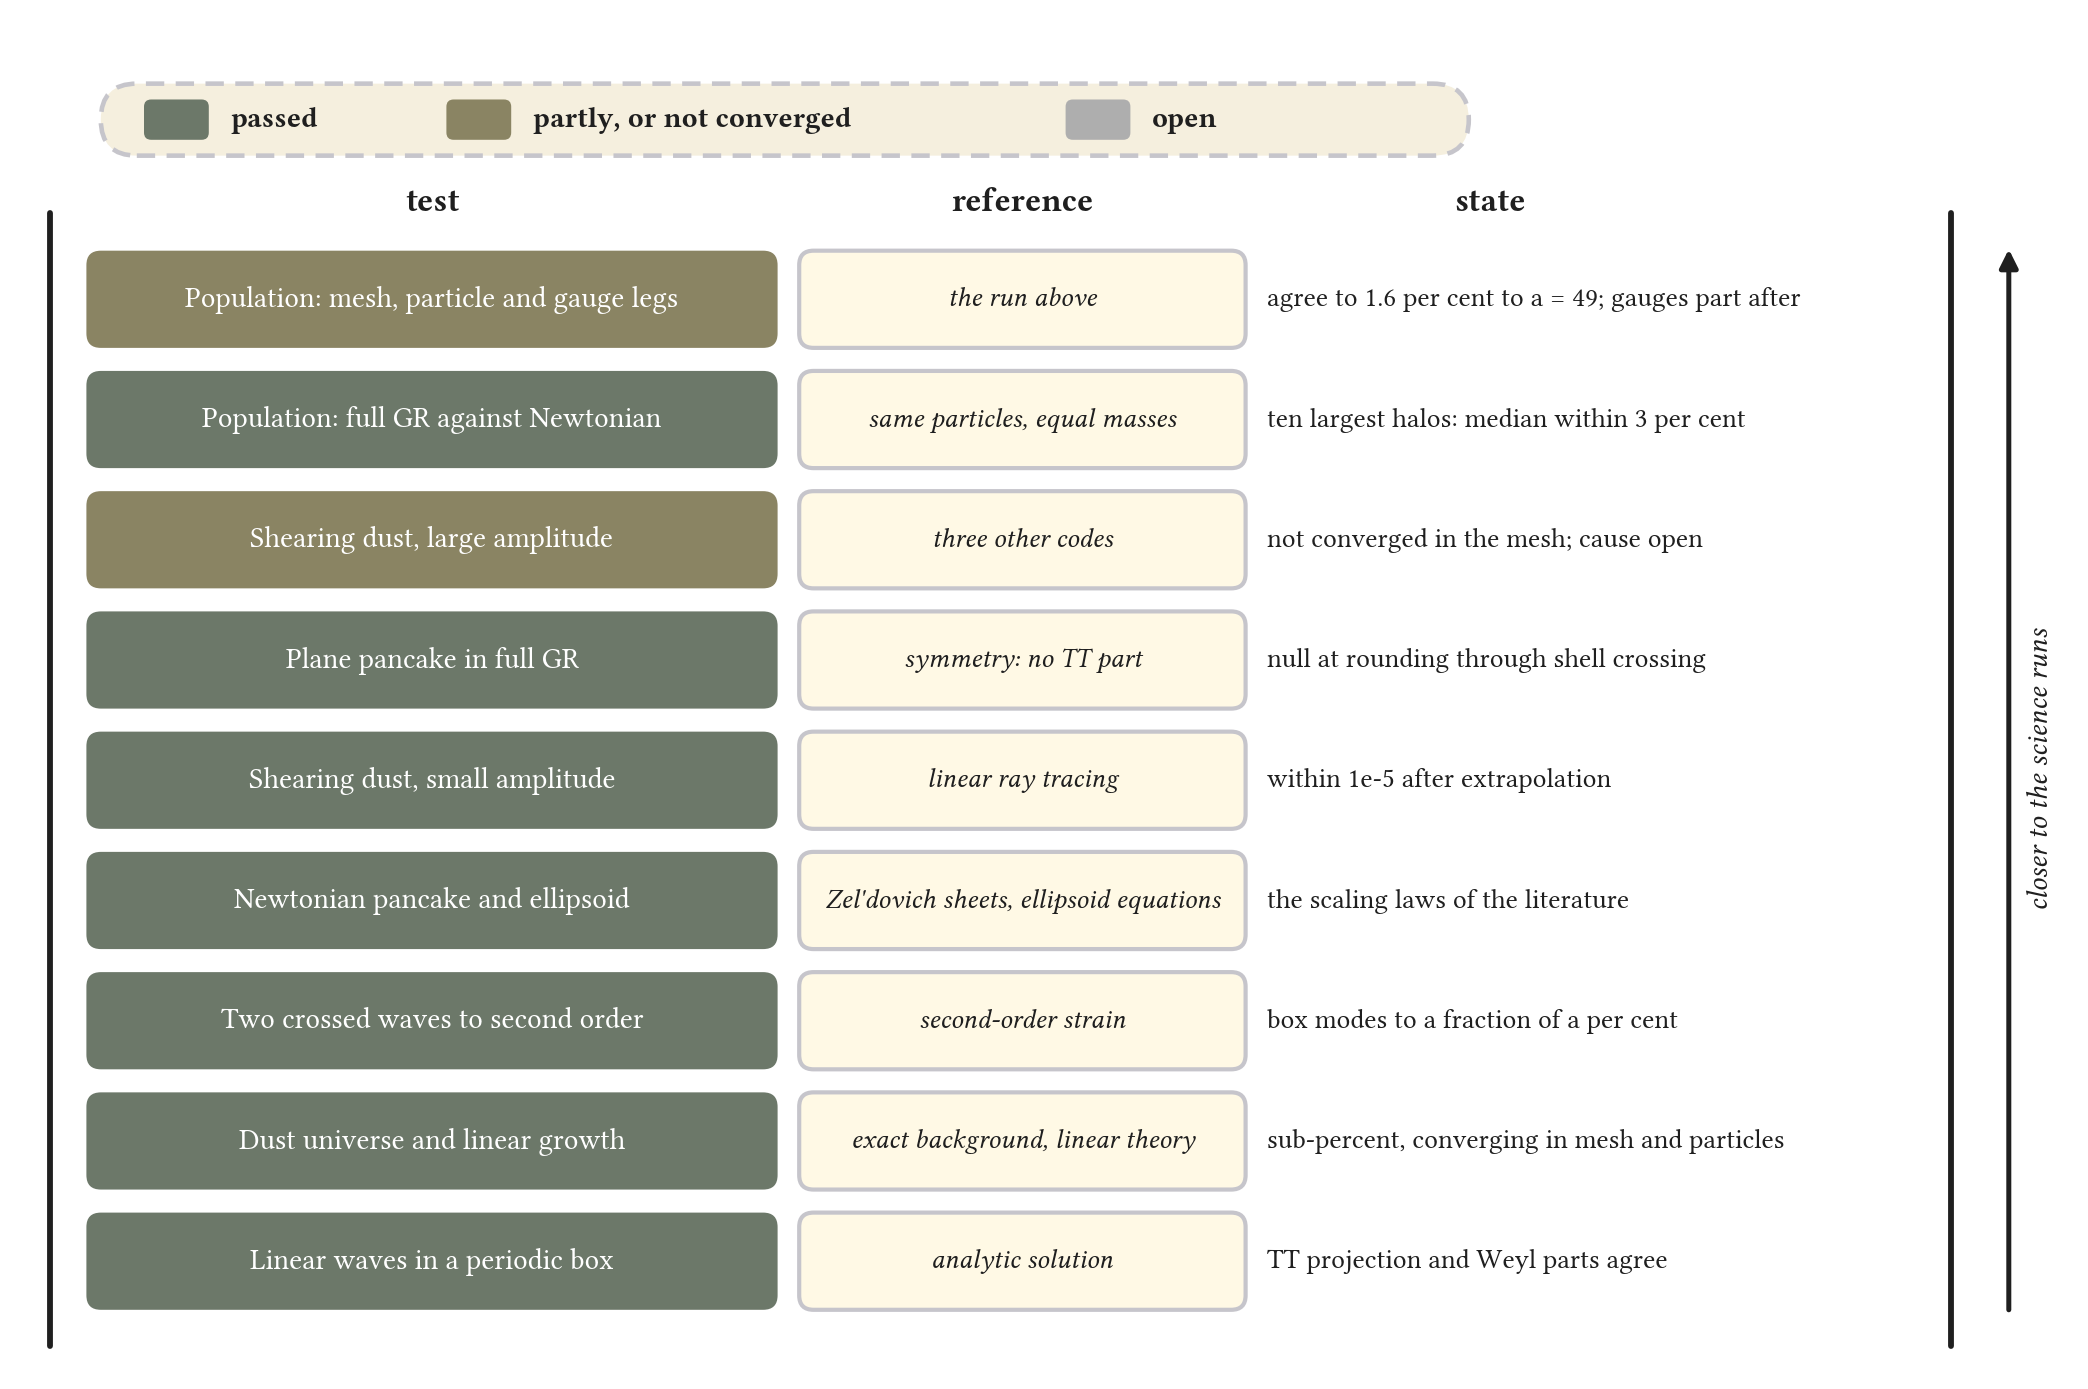 passed
partly, or not converged
open
test
reference
state
Population: mesh, particle and gauge legs
the run above
agree to 1.6 per cent to a = 49; gauges part after
Population: full GR against Newtonian
same particles, equal masses
ten largest halos: median within 3 per cent
Shearing dust, large amplitude
three other codes
not converged in the mesh; cause open
Plane pancake in full GR
symmetry: no TT part
null at rounding through shell crossing
Shearing dust, small amplitude
linear ray tracing
within 1e-5 after extrapolation
Newtonian pancake and ellipsoid
Zel'dovich sheets, ellipsoid equations
the scaling laws of the literature
Two crossed waves to second order
second-order strain
box modes to a fraction of a per cent
Dust universe and linear growth
exact background, linear theory
sub-percent, converging in mesh and particles
Linear waves in a periodic box
analytic solution
TT projection and Weyl parts agree
closer to the science runs